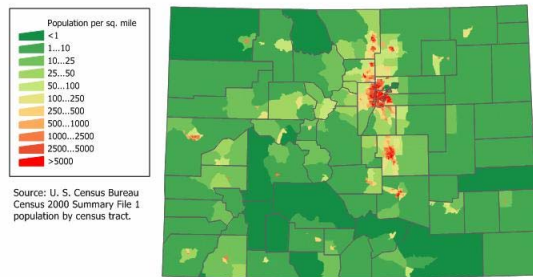 Population per sq. mile
<1
1...10
10...25
25...50
50...100
100...250
250...500
500...1000
1000...2500
2500...5000
>5000
Source: U. S. Census Bureau
Census 2000 Summary File 1
population by census tract.